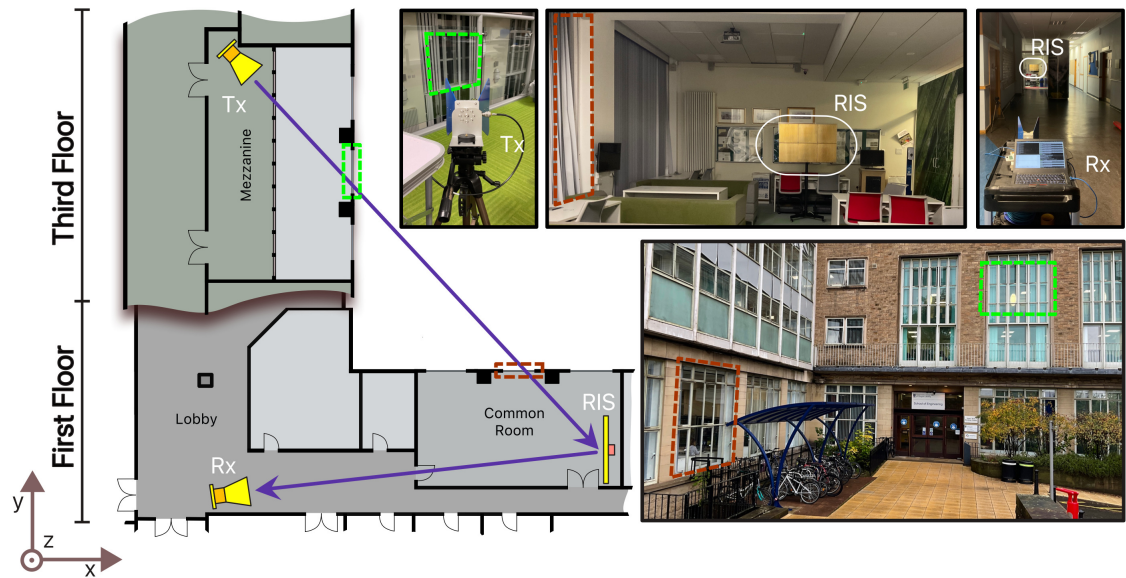 Third Floor
First Floor
Tx
Mezzanine
Lobby
Common
Room
RIS
Rx
y
z
x
Tx
RIS
RIS
Rx